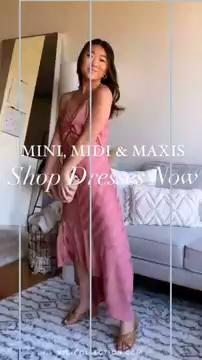 MINI, MIDI & MAXIS
Shop Dresses Now